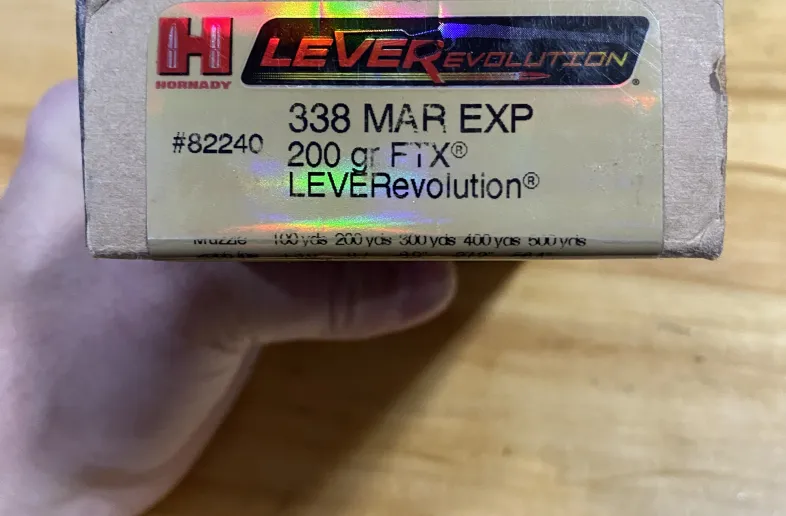 H LEVEREVOLUTION®
HORNADY
338 MAR EXP
#82240
200 gr FTX®
LEVERevolution®
Muzzle 100 yds 200 yds 300 yds 400 yds 500 yds